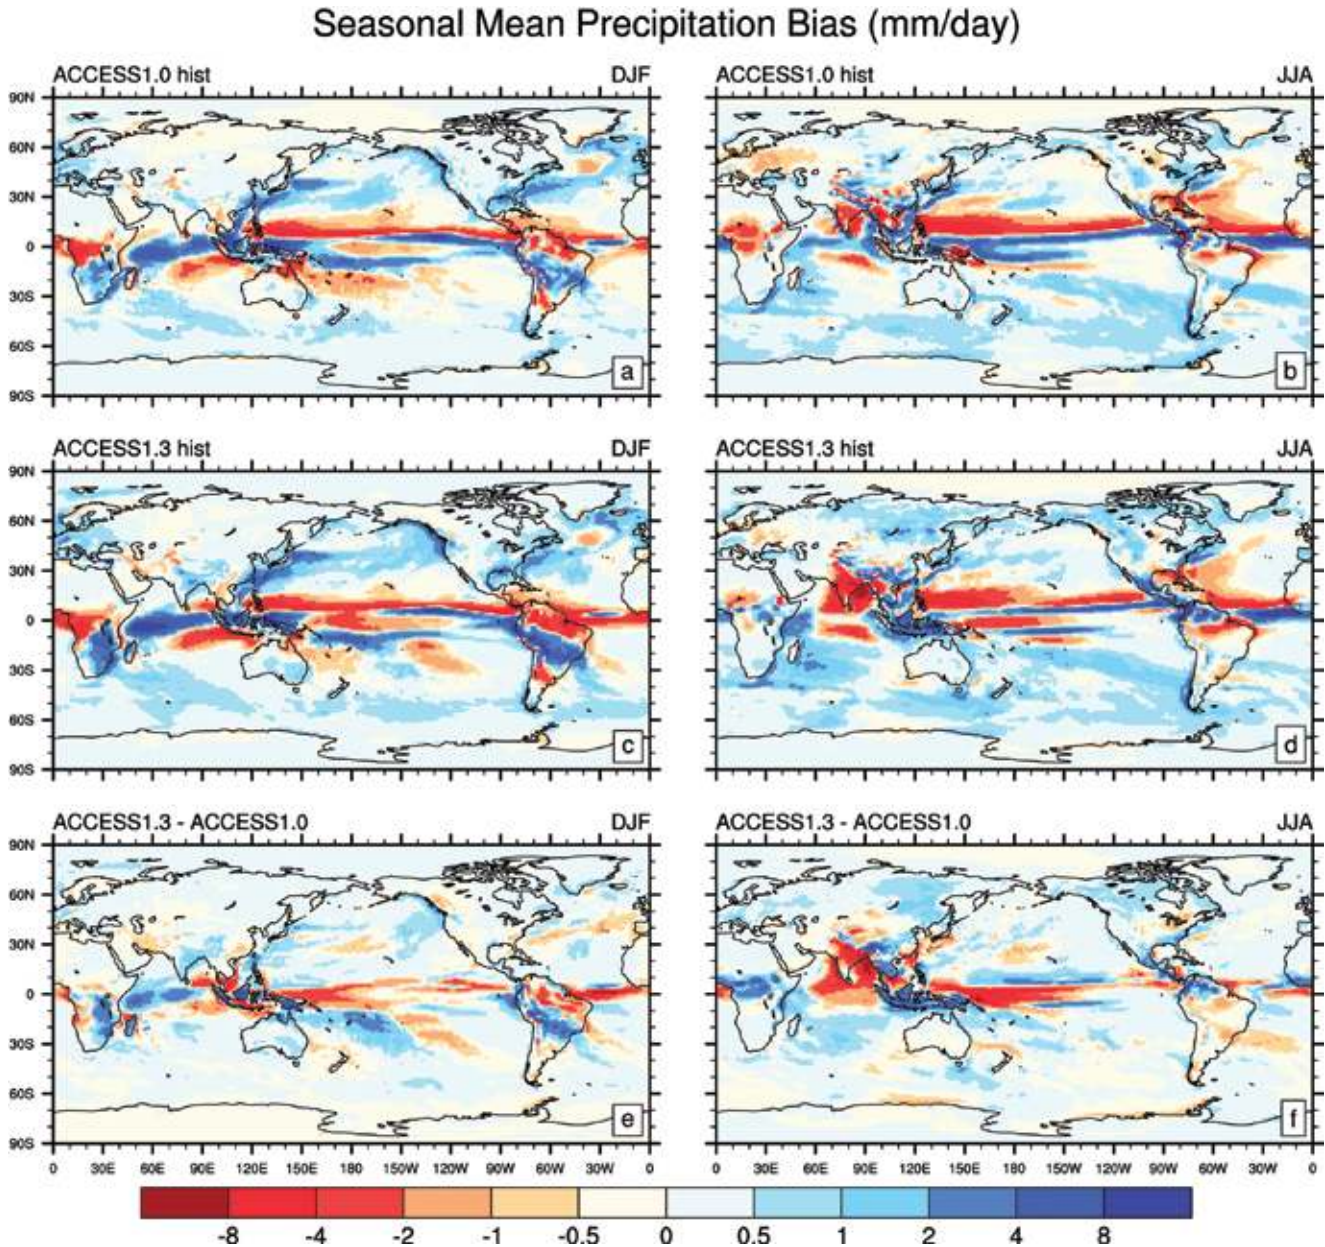 Seasonal Mean Precipitation Bias (mm/day)
ACCESS1.0 hist DJF
90N
60N
30N
0
30S
60S
90S
a
ACCESS1.0 hist JJA
b
ACCESS1.3 hist DJF
90N
60N
30N
0
30S
60S
90S
c
ACCESS1.3 hist JJA
d
ACCESS1.3 - ACCESS1.0 DJF
90N
60N
30N
0
30S
60S
90S
e
0 30E 60E 90E 120E 150E 180E 150W 120W 90W 60W 30W 0
ACCESS1.3 - ACCESS1.0 JJA
f
0 30E 60E 90E 120E 150E 180E 150W 120W 90W 60W 30W 0
-8 -4 -2 -1 -0.5 0 0.5 1 2 4 8